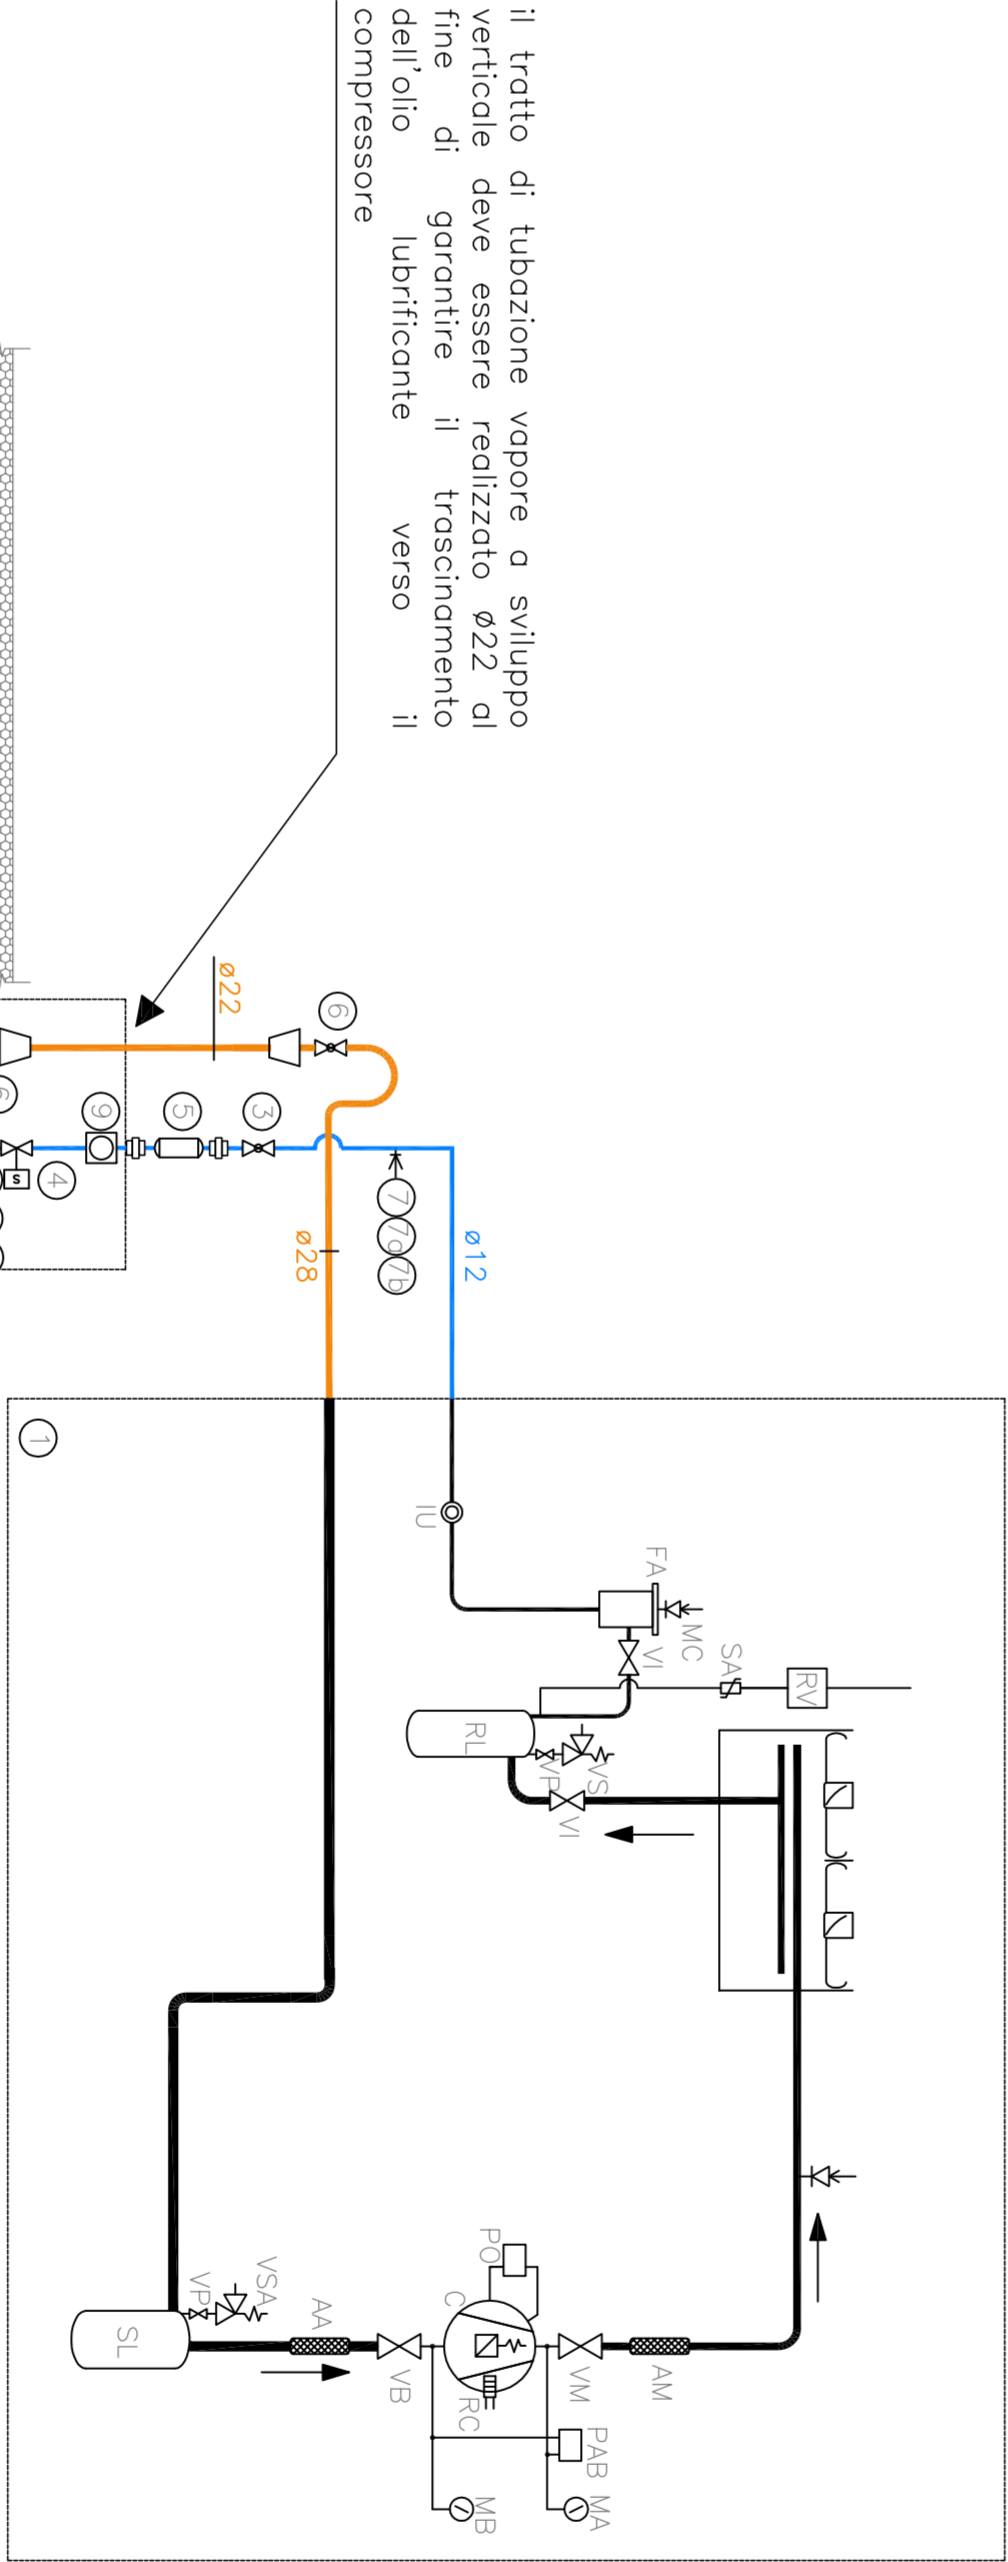 il tratto di tubazione vapore a sviluppo
verticale deve essere realizzato ø22 al
fine di garantire il trascinamento
dell'olio lubrificante verso il
compressore
ø22
6
ø12
7 7a 7b
3
5
9
4
S
6
ø28
1
IU
FA
MC
VI
SA
RV
RL
VP
VS
VI
PO
C
RC
VM
AM
PAB
MA
MB
VB
AA
VSA
VP
SL